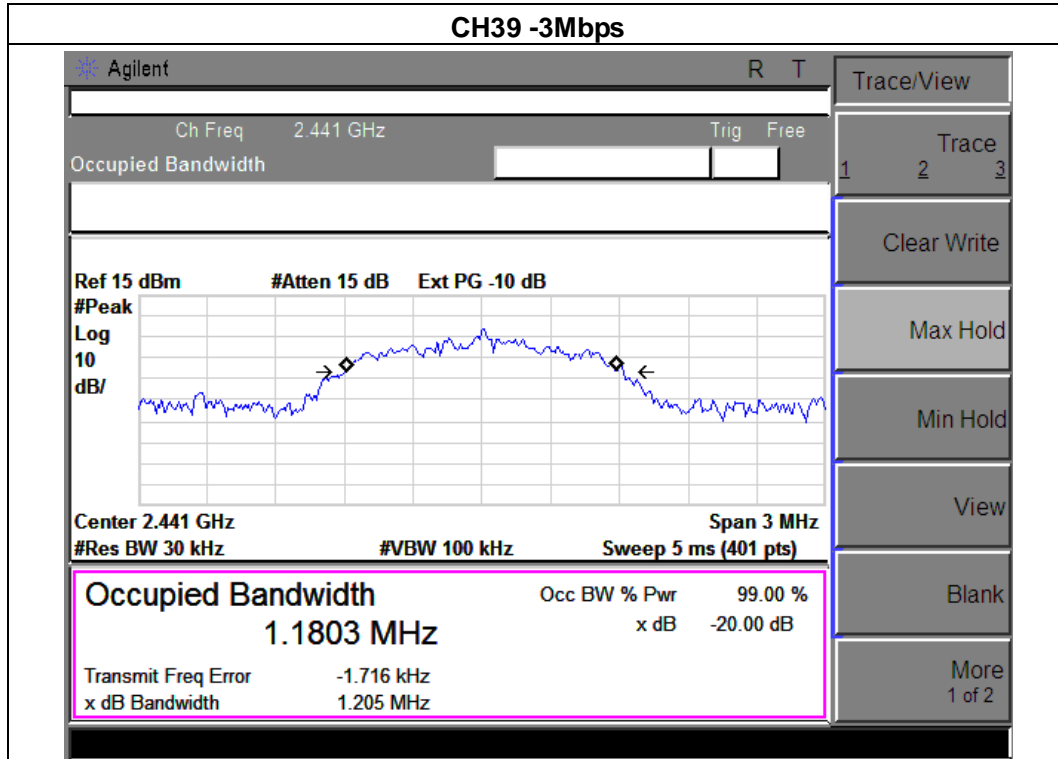 CH39 -3Mbps
Agilent R T
Trace/View
Ch Freq 2.441 GHz Trig Free
Occupied Bandwidth
Trace
1 2 3
Clear Write
Ref 15 dBm #Atten 15 dB Ext PG -10 dB
#Peak
Log
10
dB/
Max Hold
Min Hold
View
Center 2.441 GHz Span 3 MHz
#Res BW 30 kHz #VBW 100 kHz Sweep 5 ms (401 pts)
Occupied Bandwidth Occ BW % Pwr 99.00 %
1.1803 MHz x dB -20.00 dB
Blank
Transmit Freq Error -1.716 kHz
x dB Bandwidth 1.205 MHz
More
1 of 2